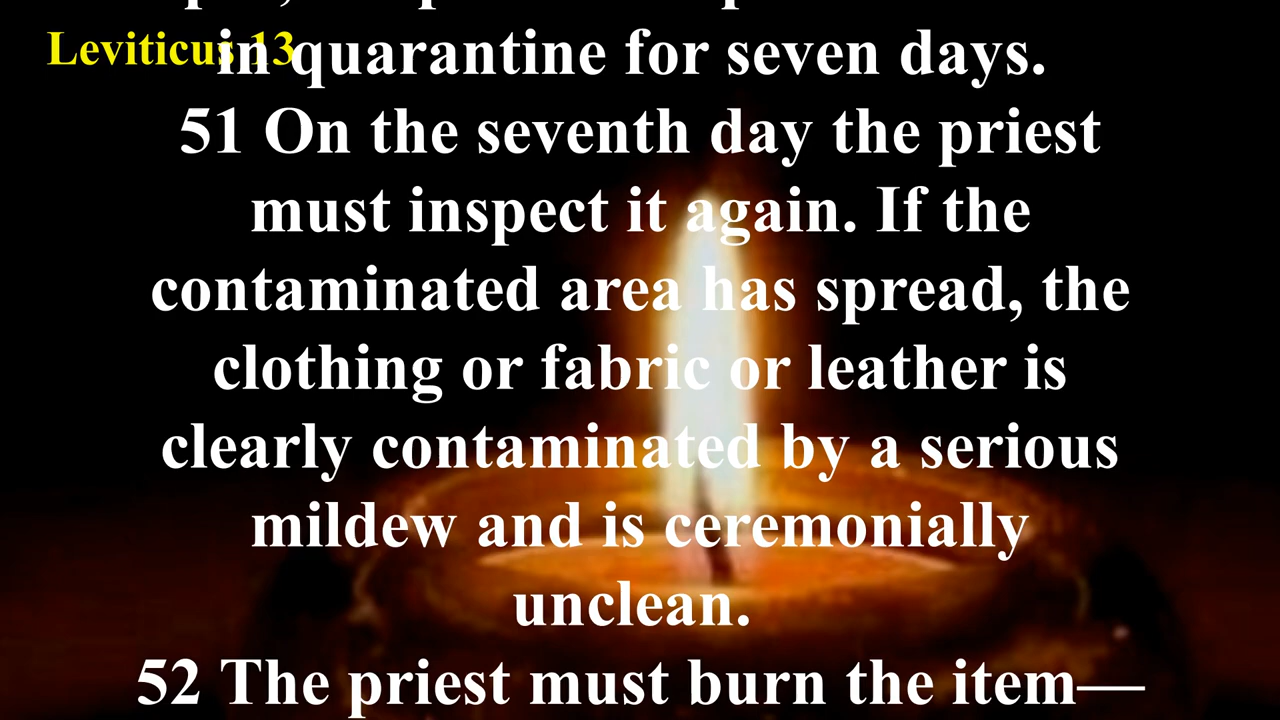 Leviticus 13
in quarantine for seven days.
51 On the seventh day the priest
must inspect it again. If the
contaminated area has spread, the
clothing or fabric or leather is
clearly contaminated by a serious
mildew and is ceremonially
unclean.
52 The priest must burn the item—